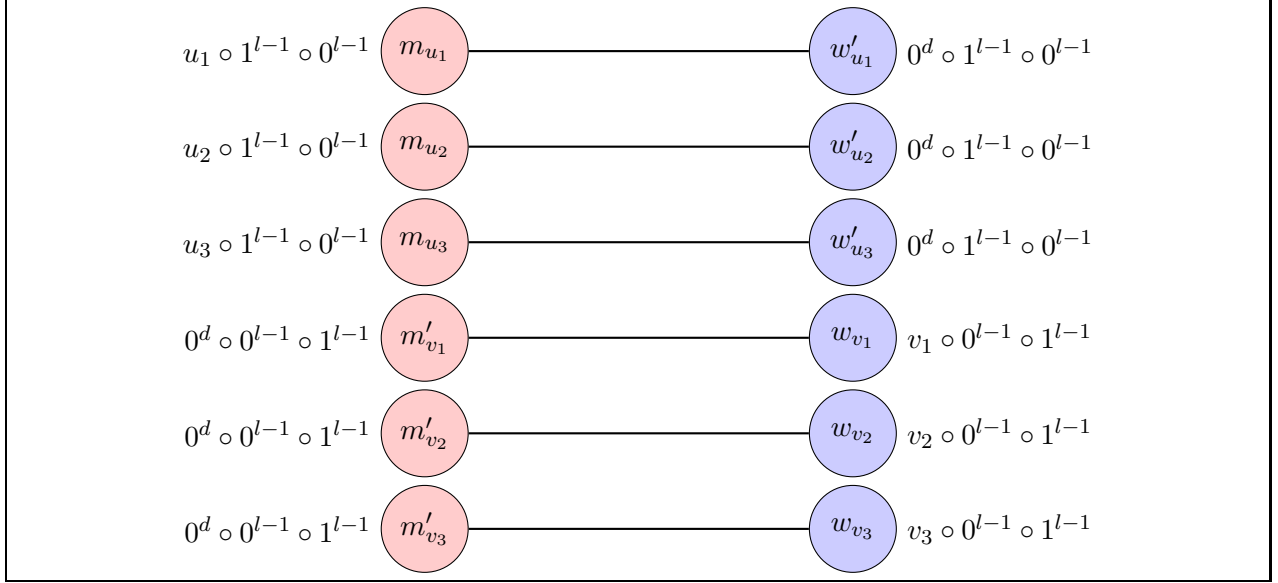 u₁ ∘ 1^{l−1} ∘ 0^{l−1} m_{u₁} w′_{u₁} 0^d ∘ 1^{l−1} ∘ 0^{l−1}
u₂ ∘ 1^{l−1} ∘ 0^{l−1} m_{u₂} w′_{u₂} 0^d ∘ 1^{l−1} ∘ 0^{l−1}
u₃ ∘ 1^{l−1} ∘ 0^{l−1} m_{u₃} w′_{u₃} 0^d ∘ 1^{l−1} ∘ 0^{l−1}
0^d ∘ 0^{l−1} ∘ 1^{l−1} m′_{v₁} w_{v₁} v₁ ∘ 0^{l−1} ∘ 1^{l−1}
0^d ∘ 0^{l−1} ∘ 1^{l−1} m′_{v₂} w_{v₂} v₂ ∘ 0^{l−1} ∘ 1^{l−1}
0^d ∘ 0^{l−1} ∘ 1^{l−1} m′_{v₃} w_{v₃} v₃ ∘ 0^{l−1} ∘ 1^{l−1}